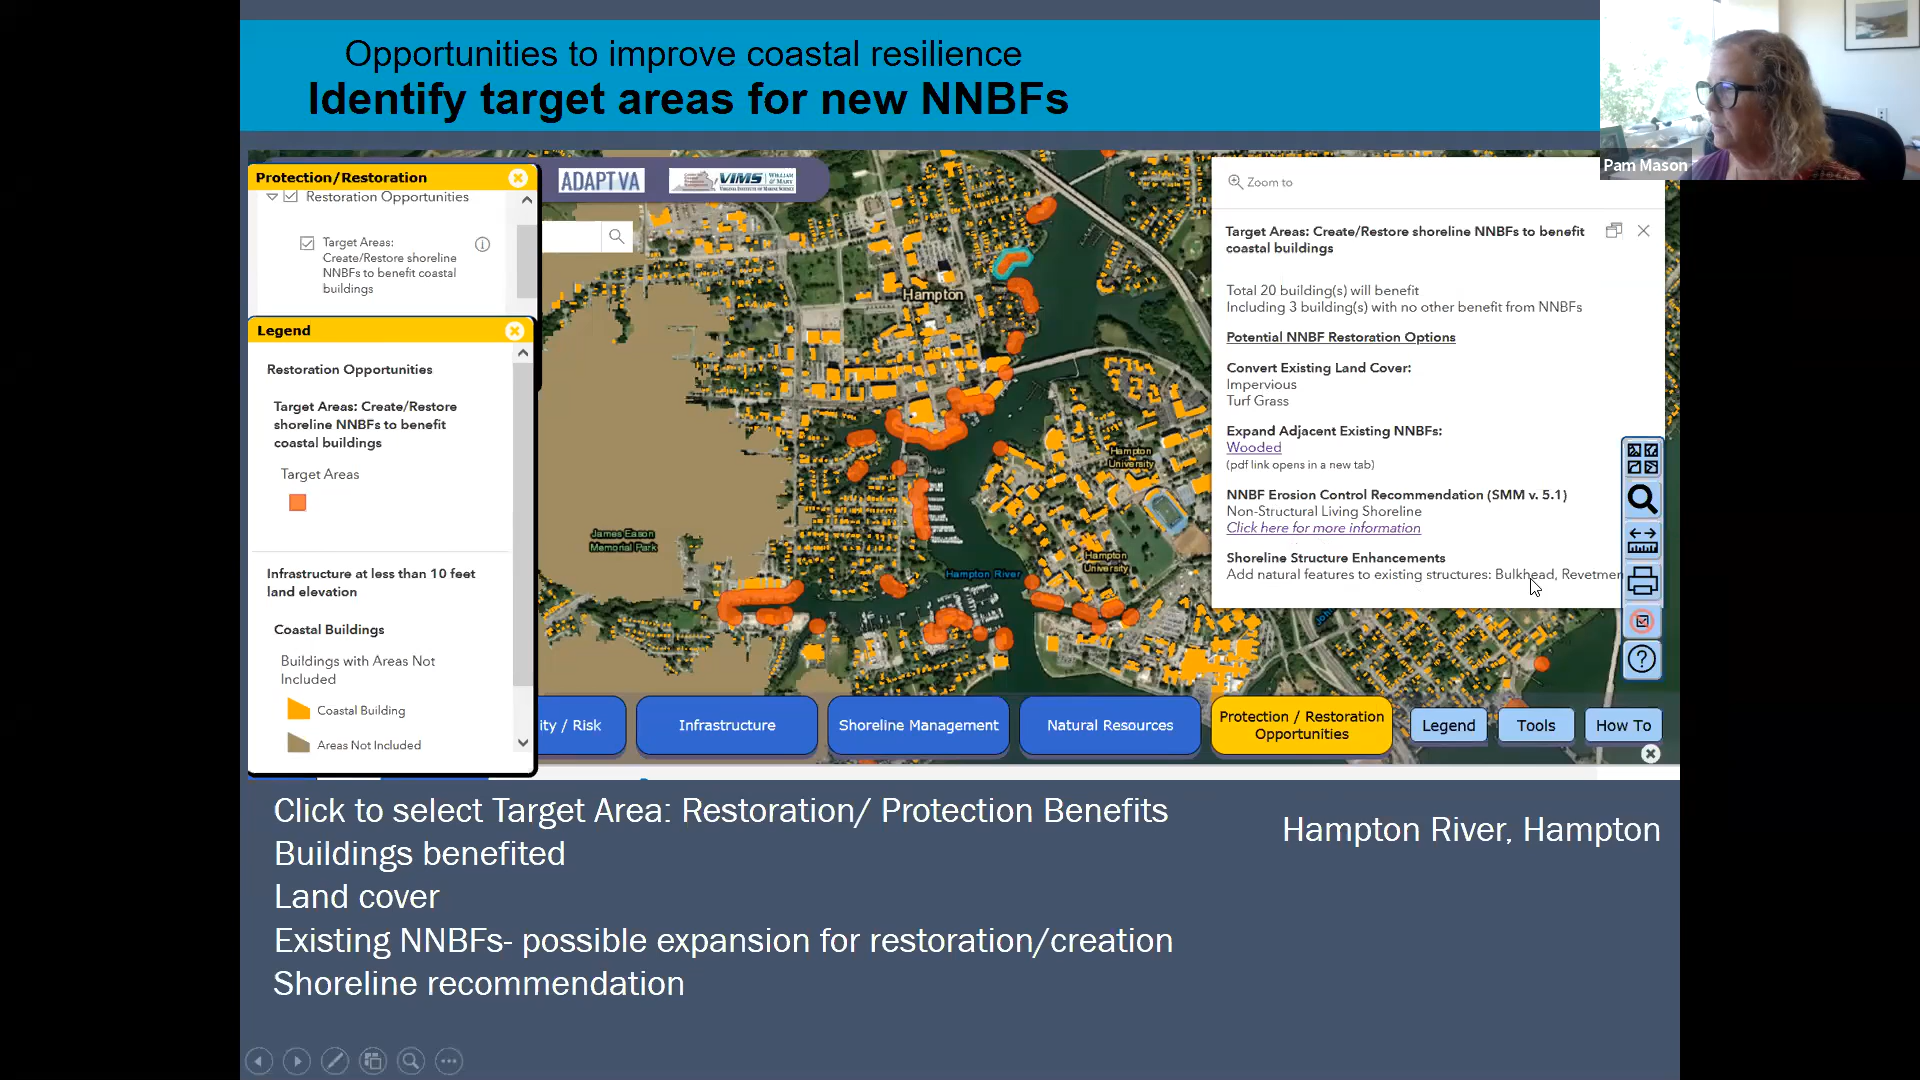 Opportunities to improve coastal resilience
Identify target areas for new NNBFs
Pam Mason
Protection/Restoration
Restoration Opportunities
Target Areas:
Create/Restore shoreline
NNBFs to benefit coastal
buildings
Legend
Restoration Opportunities
Target Areas: Create/Restore
shoreline NNBFs to benefit
coastal buildings
Target Areas
Infrastructure at less than 10 feet
land elevation
Coastal Buildings
Buildings with Areas Not
Included
Coastal Building
Areas Not Included
ADAPTVA
VIMS WILLIAM & MARY
VIRGINIA INSTITUTE OF MARINE SCIENCE
Hampton
Hampton
University
James Eason
Memorial Park
Hampton River
Hampton
University
Zoom to
Target Areas: Create/Restore shoreline NNBFs to benefit
coastal buildings
Total 20 building(s) will benefit
Including 3 building(s) with no other benefit from NNBFs
Potential NNBF Restoration Options
Convert Existing Land Cover:
Impervious
Turf Grass
Expand Adjacent Existing NNBFs:
Wooded
(pdf link opens in a new tab)
NNBF Erosion Control Recommendation (SMM v. 5.1)
Non-Structural Living Shoreline
Click here for more information
Shoreline Structure Enhancements
Add natural features to existing structures: Bulkhead, Revetmen
ity / Risk
Infrastructure
Shoreline Management
Natural Resources
Protection / Restoration
Opportunities
Legend
Tools
How To
Click to select Target Area: Restoration/ Protection Benefits
Buildings benefited
Land cover
Existing NNBFs- possible expansion for restoration/creation
Shoreline recommendation
Hampton River, Hampton